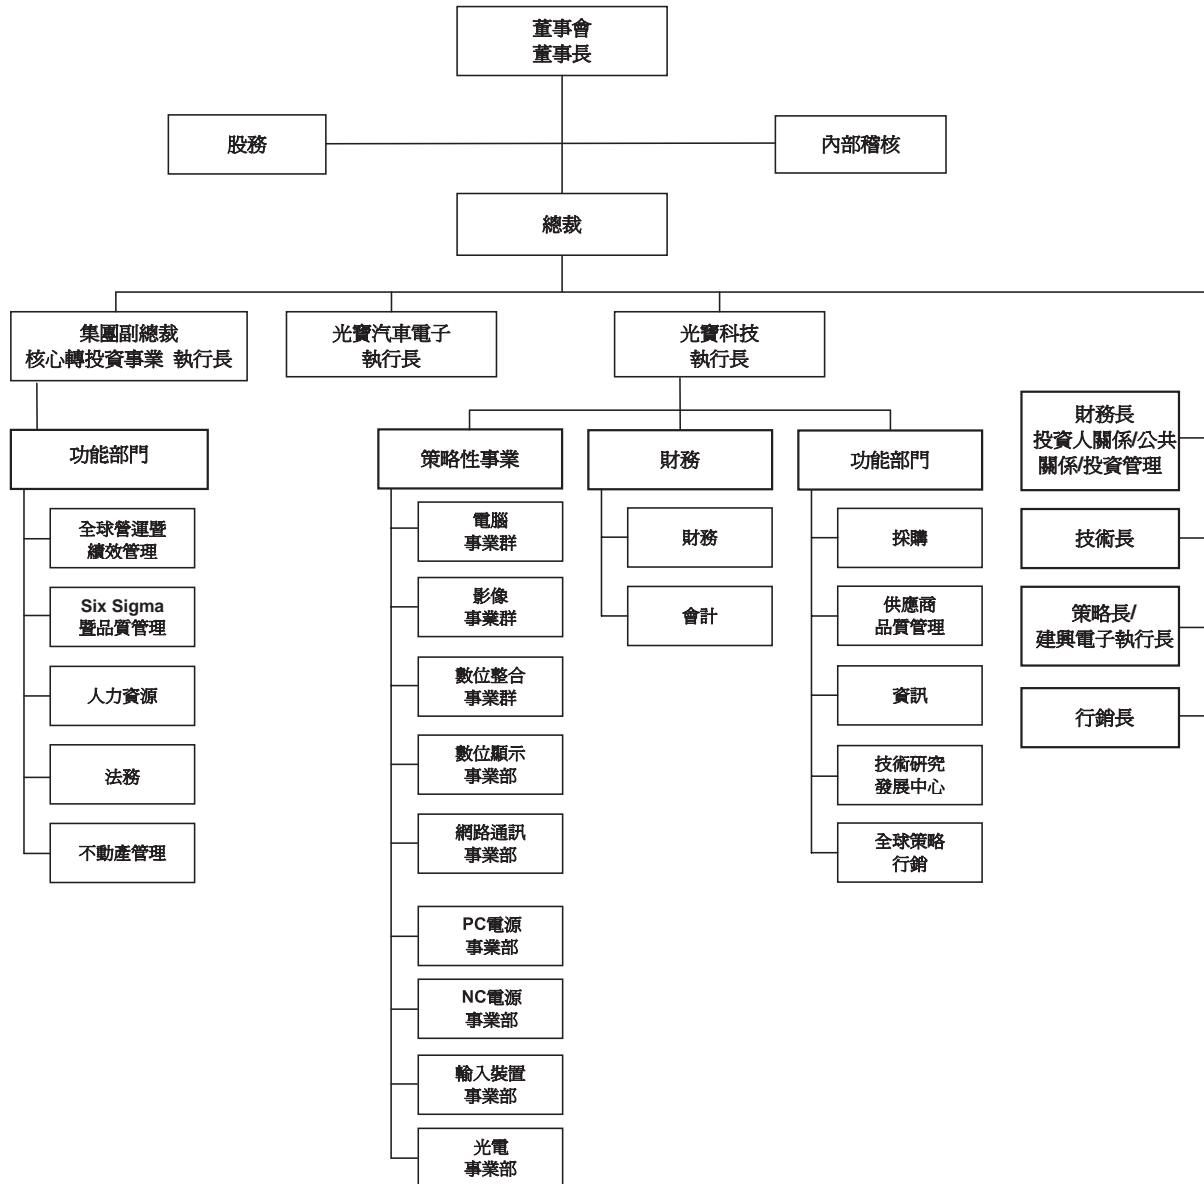 董事會
董事長
股務
內部稽核
總裁
集團副總裁
核心轉投資事業 執行長
光寶汽車電子
執行長
光寶科技
執行長
功能部門
全球營運暨
績效管理
Six Sigma
暨品質管理
人力資源
法務
不動產管理
策略性事業
電腦
事業群
影像
事業群
數位整合
事業群
數位顯示
事業部
網路通訊
事業部
PC電源
事業部
NC電源
事業部
輸入裝置
事業部
光電
事業部
財務
財務
會計
功能部門
採購
供應商
品質管理
資訊
技術研究
發展中心
全球策略
行銷
財務長
投資人關係/公共
關係/投資管理
技術長
策略長/
建興電子執行長
行銷長